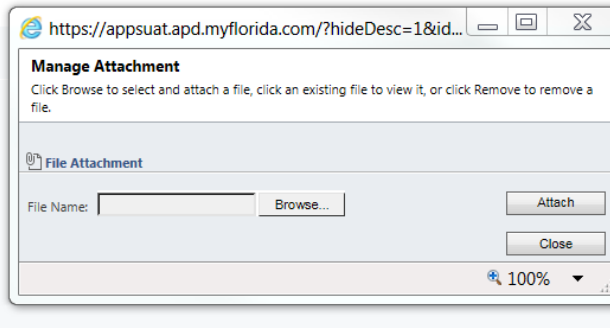 https://appsuat.apd.myflorida.com/?hideDesc=1&id...
Manage Attachment
Click Browse to select and attach a file, click an existing file to view it, or click Remove to remove a
file.
File Attachment
File Name: Browse... Attach
Close
100%